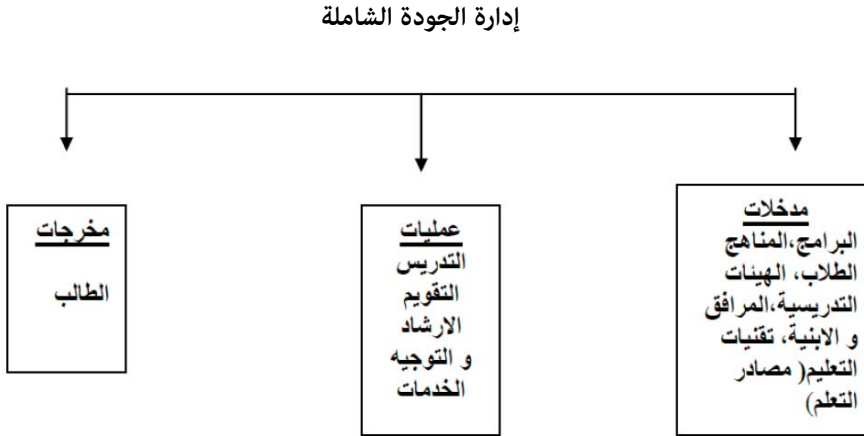 إدارة الجودة الشاملة
مدخلات
البرامج،المناهج
الطلاب، الهيئات
التدريسية،المرافق
و الابنية، تقنيات
التعليم( مصادر
التعلم)
عمليات
التدريس
التقويم
الارشاد
و التوجيه
الخدمات
مخرجات
الطالب